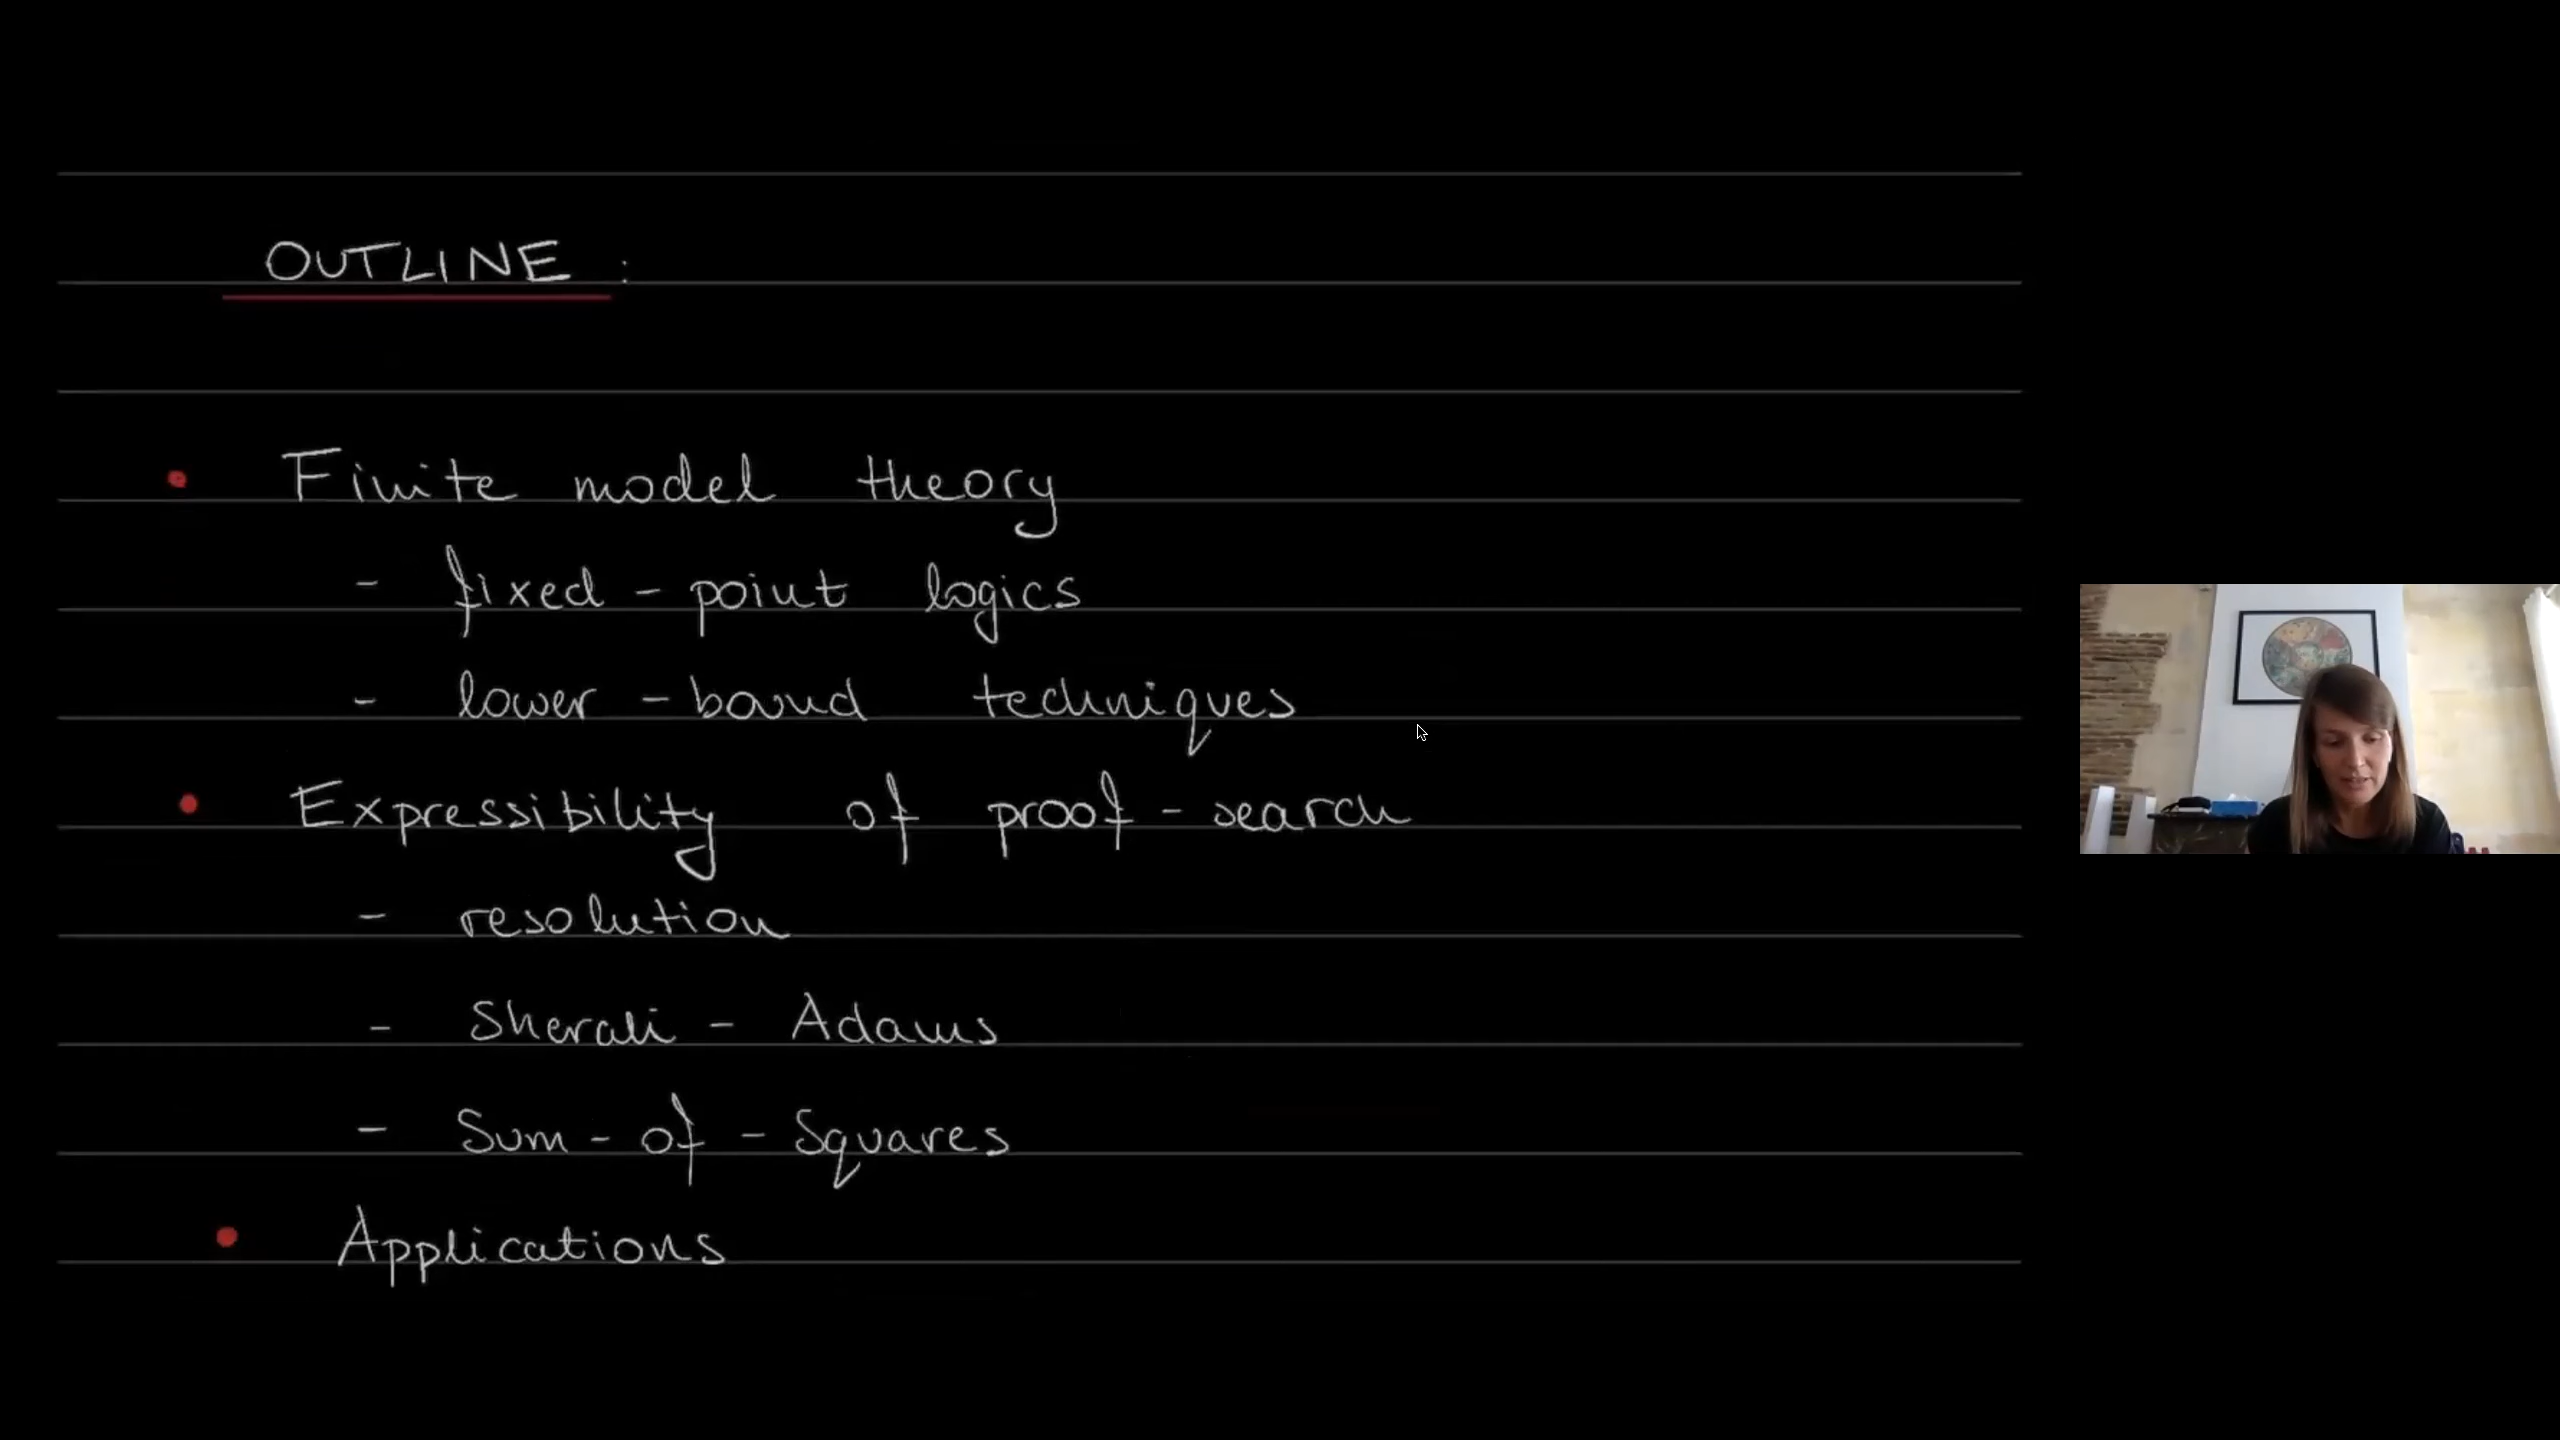 OUTLINE :
• Finite model theory
- fixed - point logics
- lower - bound techniques
• Expressibility of proof - search
- resolution
- Sherali - Adams
- Sum - of - Squares
• Applications